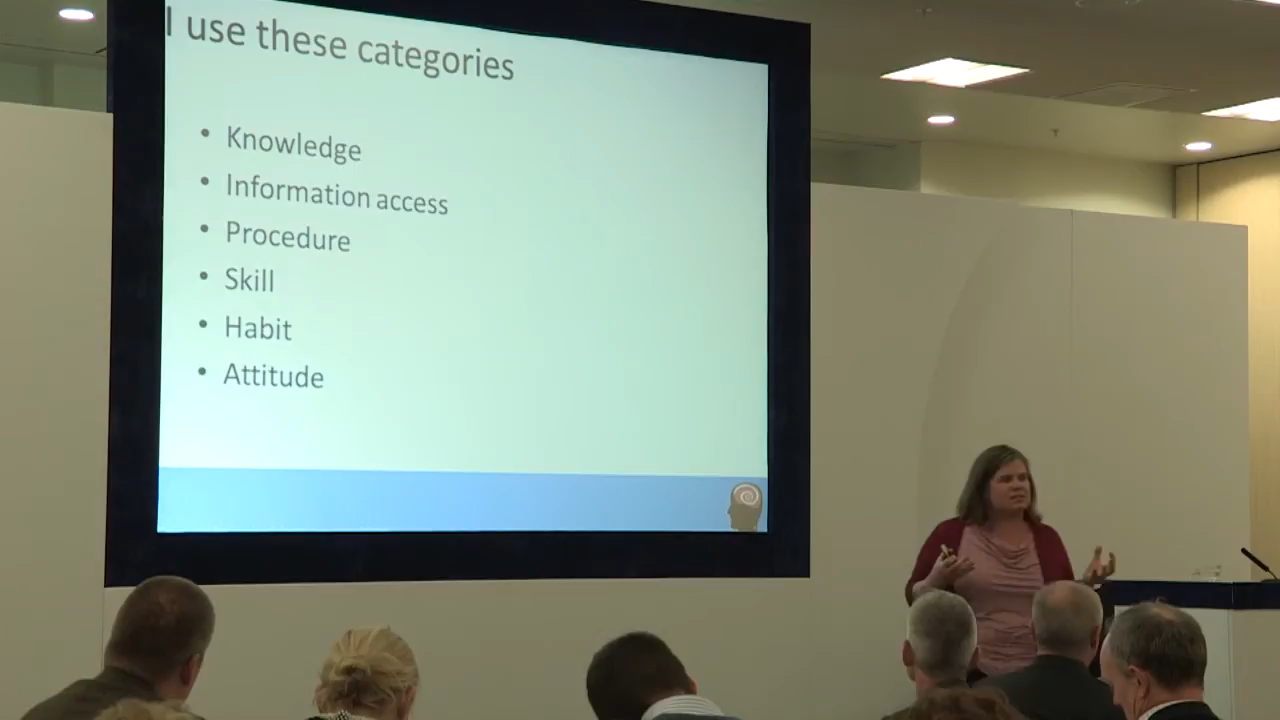 I use these categories
• Knowledge
• Information access
• Procedure
• Skill
• Habit
• Attitude